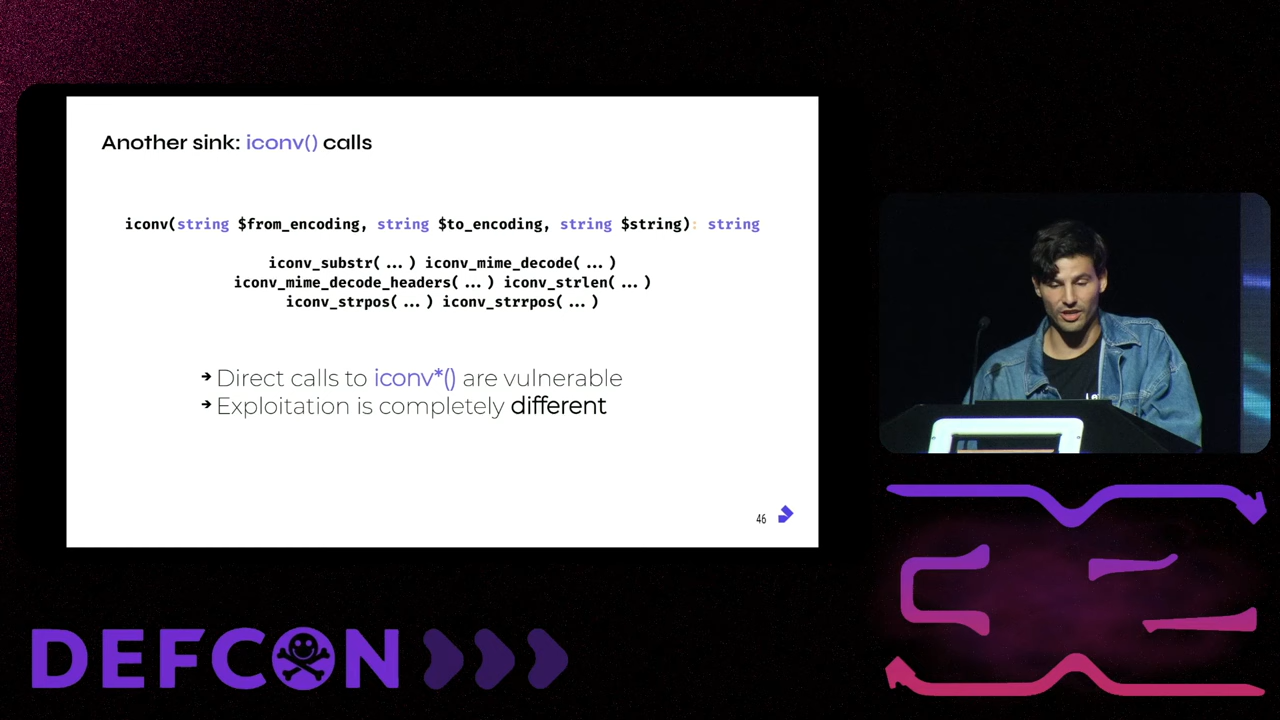 Another sink: iconv() calls
iconv(string $from_encoding, string $to_encoding, string $string): string
iconv_substr(...) iconv_mime_decode(...)
iconv_mime_decode_headers(...) iconv_strlen(...)
iconv_strpos(...) iconv_strrpos(...)
→ Direct calls to iconv*() are vulnerable
→ Exploitation is completely different
46
DEFCON